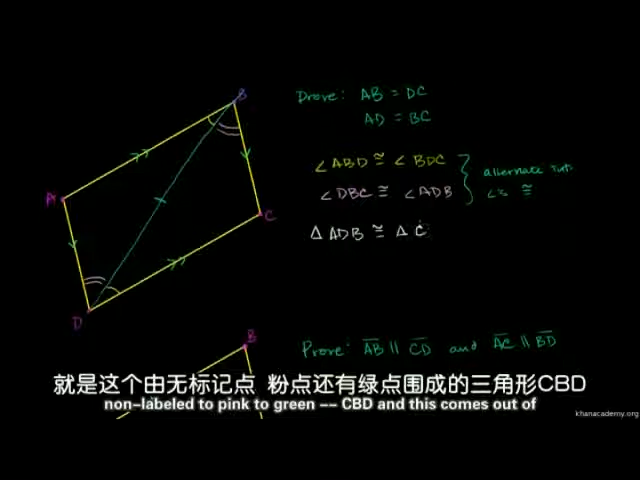 B
Prove: AB = DC
AD = BC
∠ABD ≅ ∠BDC
alternate int.
∠DBC ≅ ∠ADB
∠'s ≅
A
C
△ADB ≅ △C
D
B
Prove: AB || CD and AC || BD
就是这个由无标记点 粉点还有绿点围成的三角形CBD
non-labeled to pink to green -- CBD and this comes out of
khanacademy.org